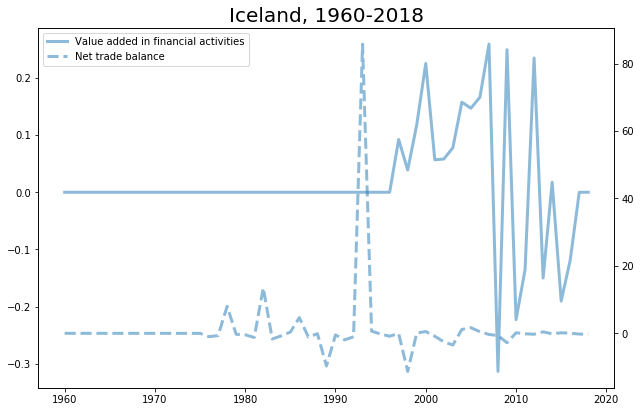 Iceland, 1960-2018
Value added in financial activities
Net trade balance
0.2
0.1
0.0
−0.1
−0.2
−0.3
80
60
40
20
0
1960 1970 1980 1990 2000 2010 2020